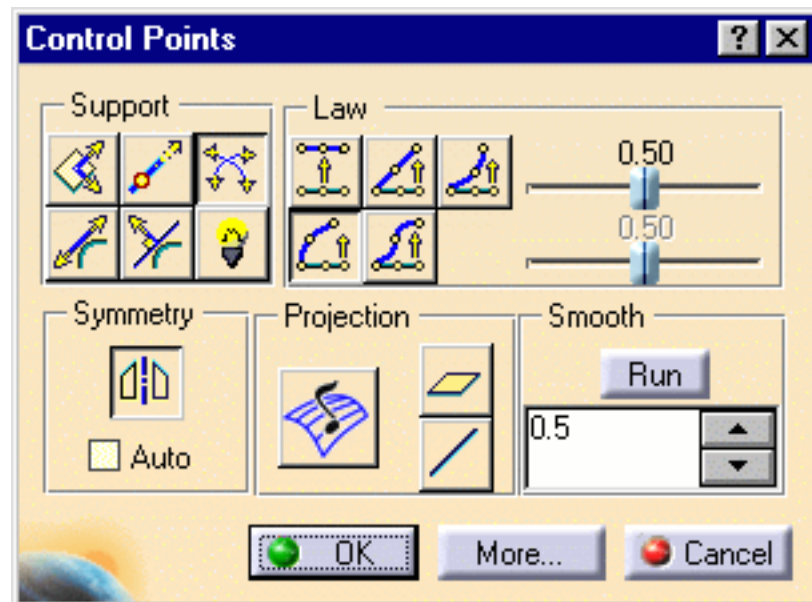 Control Points
Support
Law
0.50
0.50
Symmetry
Auto
Projection
Smooth
Run
0.5
OK
More...
Cancel